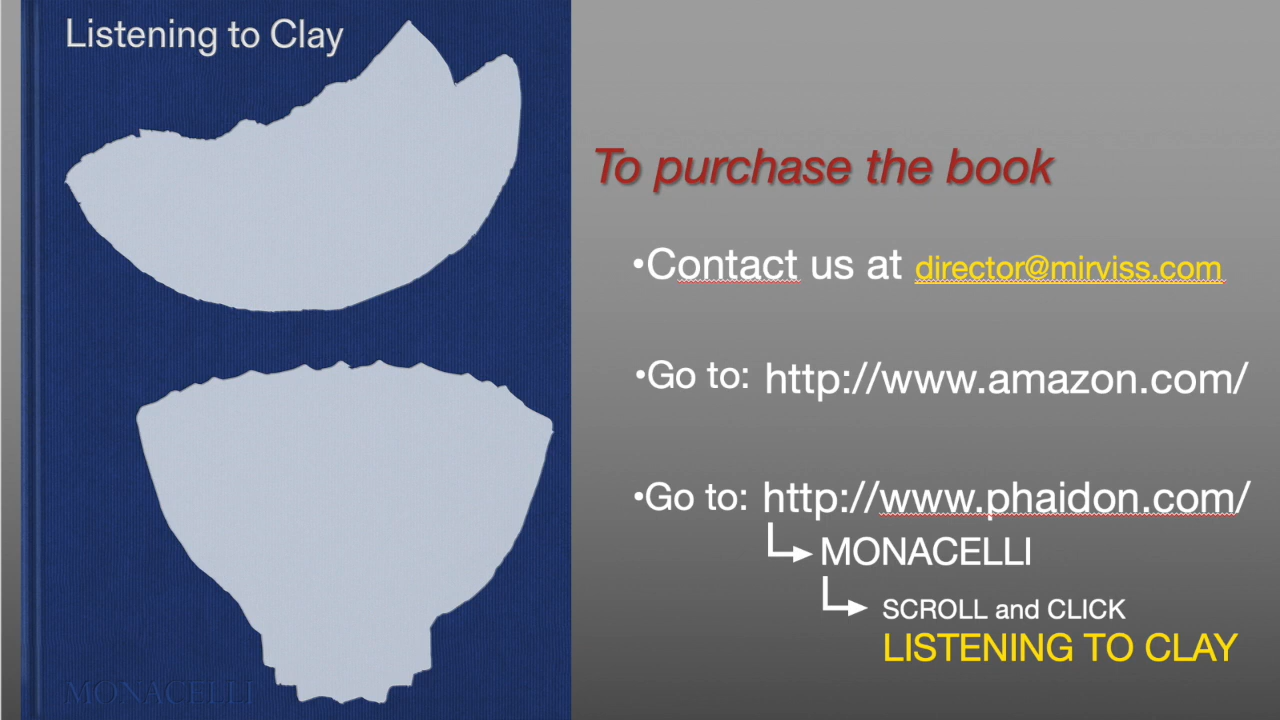 Listening to Clay
MONACELLI
To purchase the book
•Contact us at director@mirviss.com
•Go to: http://www.amazon.com/
•Go to: http://www.phaidon.com/
MONACELLI
SCROLL and CLICK
LISTENING TO CLAY